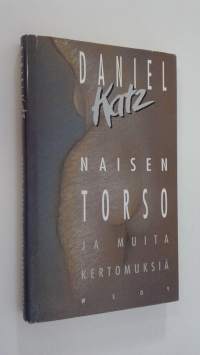 DANIEL
Katz
NAISEN
TORSO
JA MUITA
KERTOMUKSIA
WSOY